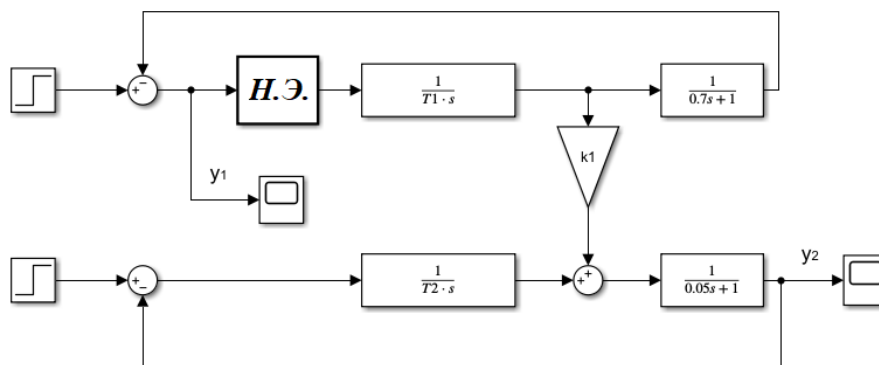 Н.Э.
1
T1 · s
1
0.7s + 1
k1
y1
1
T2 · s
1
0.05s + 1
y2